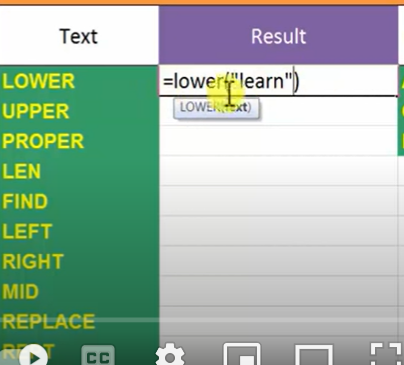 Text Result
LOWER =lower("learn")
UPPER LOWER(text)
PROPER
LEN
FIND
LEFT
RIGHT
MID
REPLACE
CC